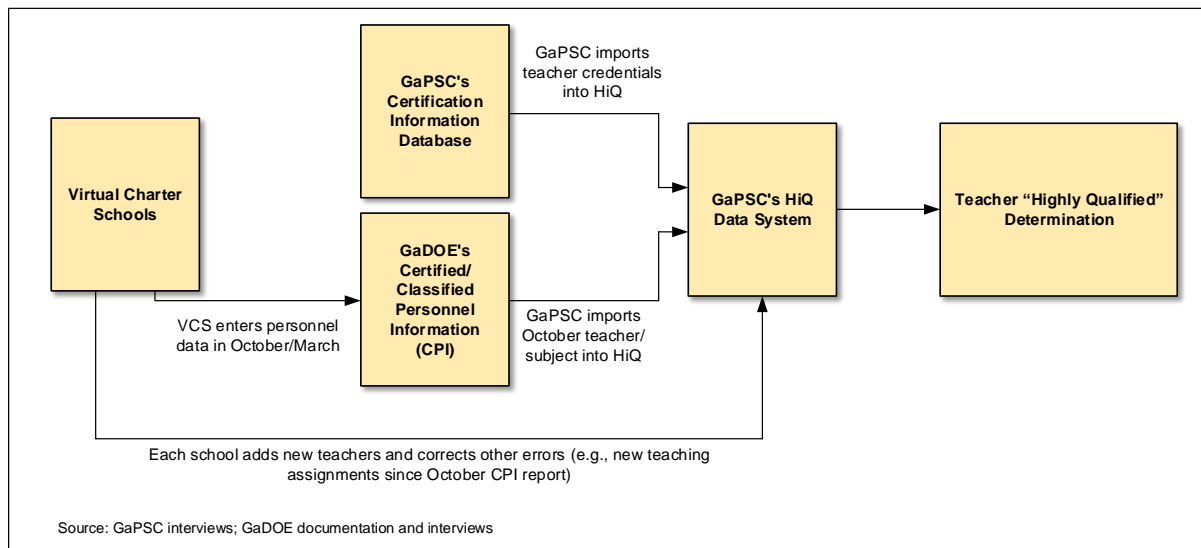 GaPSC's
Certification
Information
Database
GaPSC imports
teacher credentials
into HiQ
Virtual Charter
Schools
GaPSC's HiQ
Data System
Teacher “Highly Qualified”
Determination
GaDOE's
Certified/
Classified
Personnel
Information
(CPI)
VCS enters personnel
data in October/March
GaPSC imports
October teacher/
subject into HiQ
Each school adds new teachers and corrects other errors (e.g., new teaching
assignments since October CPI report)
Source: GaPSC interviews; GaDOE documentation and interviews